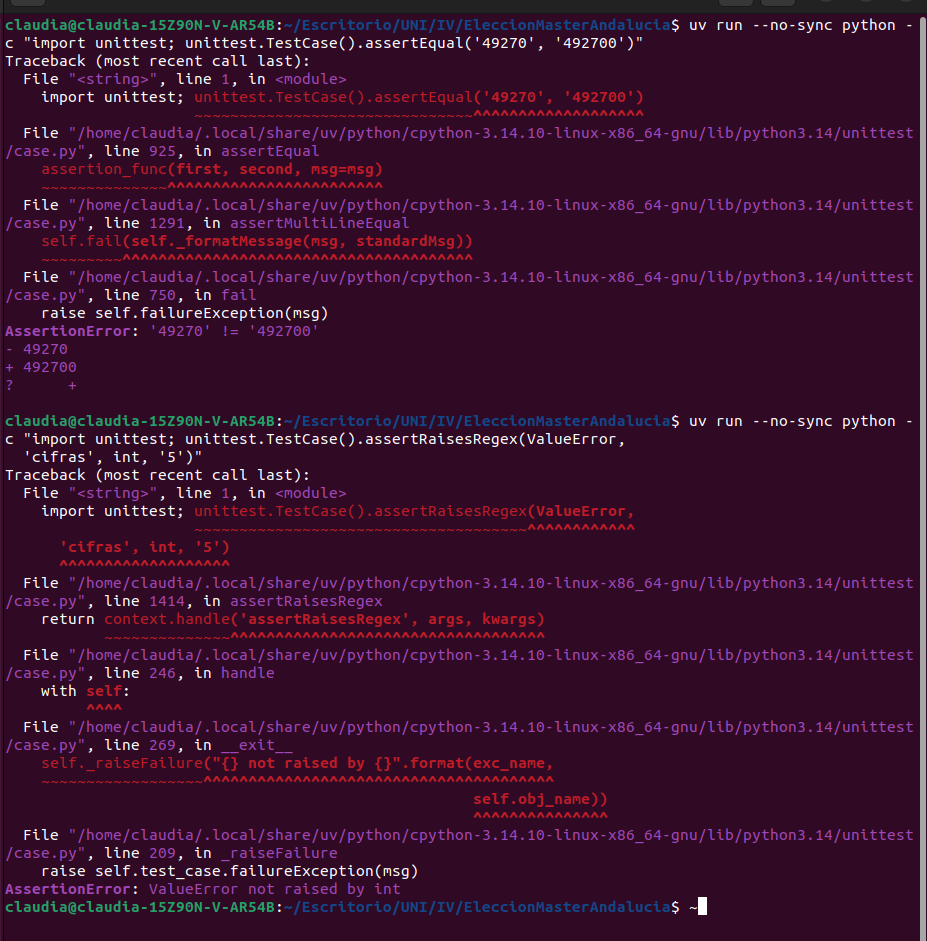 claudia@claudia-15Z90N-V-AR54B:~/Escritorio/UNI/IV/EleccionMasterAndalucia$ uv run --no-sync python -
c "import unittest; unittest.TestCase().assertEqual('49270', '492700')"
Traceback (most recent call last):
  File "<string>", line 1, in <module>
    import unittest; unittest.TestCase().assertEqual('49270', '492700')
                     ~~~~~~~~~~~~~~~~~~~~~~~~~~~~~~~^^^^^^^^^^^^^^^^^^^
  File "/home/claudia/.local/share/uv/python/cpython-3.14.10-linux-x86_64-gnu/lib/python3.14/unittest
/case.py", line 925, in assertEqual
    assertion_func(first, second, msg=msg)
    ~~~~~~~~~~~~~~^^^^^^^^^^^^^^^^^^^^^^^^
  File "/home/claudia/.local/share/uv/python/cpython-3.14.10-linux-x86_64-gnu/lib/python3.14/unittest
/case.py", line 1291, in assertMultiLineEqual
    self.fail(self._formatMessage(msg, standardMsg))
    ~~~~~~~~~^^^^^^^^^^^^^^^^^^^^^^^^^^^^^^^^^^^^^^^
  File "/home/claudia/.local/share/uv/python/cpython-3.14.10-linux-x86_64-gnu/lib/python3.14/unittest
/case.py", line 750, in fail
    raise self.failureException(msg)
AssertionError: '49270' != '492700'
- 49270
+ 492700
?      +

claudia@claudia-15Z90N-V-AR54B:~/Escritorio/UNI/IV/EleccionMasterAndalucia$ uv run --no-sync python -
c "import unittest; unittest.TestCase().assertRaisesRegex(ValueError,
  'cifras', int, '5')"
Traceback (most recent call last):
  File "<string>", line 1, in <module>
    import unittest; unittest.TestCase().assertRaisesRegex(ValueError,
                     ~~~~~~~~~~~~~~~~~~~~~~~~~~~~~~~~~~~~~^^^^^^^^^^^^
      'cifras', int, '5')
      ^^^^^^^^^^^^^^^^^^^
  File "/home/claudia/.local/share/uv/python/cpython-3.14.10-linux-x86_64-gnu/lib/python3.14/unittest
/case.py", line 1414, in assertRaisesRegex
    return context.handle('assertRaisesRegex', args, kwargs)
           ~~~~~~~~~~~~~~^^^^^^^^^^^^^^^^^^^^^^^^^^^^^^^^^^^
  File "/home/claudia/.local/share/uv/python/cpython-3.14.10-linux-x86_64-gnu/lib/python3.14/unittest
/case.py", line 246, in handle
    with self:
         ^^^^
  File "/home/claudia/.local/share/uv/python/cpython-3.14.10-linux-x86_64-gnu/lib/python3.14/unittest
/case.py", line 269, in __exit__
    self._raiseFailure("{} not raised by {}".format(exc_name,
    ~~~~~~~~~~~~~~~~~~^^^^^^^^^^^^^^^^^^^^^^^^^^^^^^^^^^^^^^^
                                                    self.obj_name))
                                                    ^^^^^^^^^^^^^^^
  File "/home/claudia/.local/share/uv/python/cpython-3.14.10-linux-x86_64-gnu/lib/python3.14/unittest
/case.py", line 209, in _raiseFailure
    raise self.test_case.failureException(msg)
AssertionError: ValueError not raised by int
claudia@claudia-15Z90N-V-AR54B:~/Escritorio/UNI/IV/EleccionMasterAndalucia$ ~